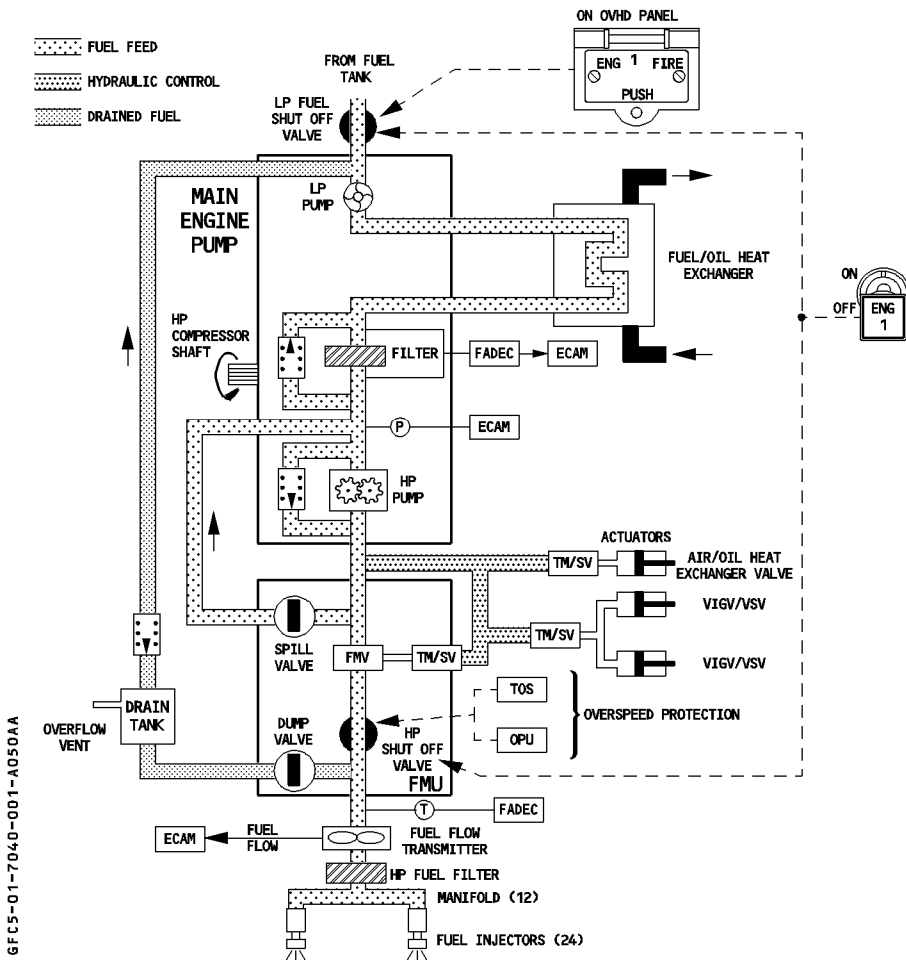 ON OVHD PANEL
ENG 1 FIRE
PUSH
FUEL FEED
HYDRAULIC CONTROL
DRAINED FUEL
FROM FUEL
TANK
LP FUEL
SHUT OFF
VALVE
MAIN
ENGINE
PUMP
LP
PUMP
FUEL/OIL HEAT
EXCHANGER
ON
OFF
ENG
1
HP
COMPRESSOR
SHAFT
FILTER
FADEC
ECAM
P
ECAM
HP
PUMP
ACTUATORS
TM/SV
AIR/OIL HEAT
EXCHANGER VALVE
VIGV/VSV
TM/SV
VIGV/VSV
SPILL
VALVE
FMV
TM/SV
TOS
OPU
OVERSPEED PROTECTION
DRAIN
TANK
OVERFLOW
VENT
DUMP
VALVE
HP
SHUT OFF
VALVE
FMU
T
FADEC
ECAM
FUEL
FLOW
FUEL FLOW
TRANSMITTER
HP FUEL FILTER
MANIFOLD (12)
FUEL INJECTORS (24)
GFC5-01-7040-001-A050AA